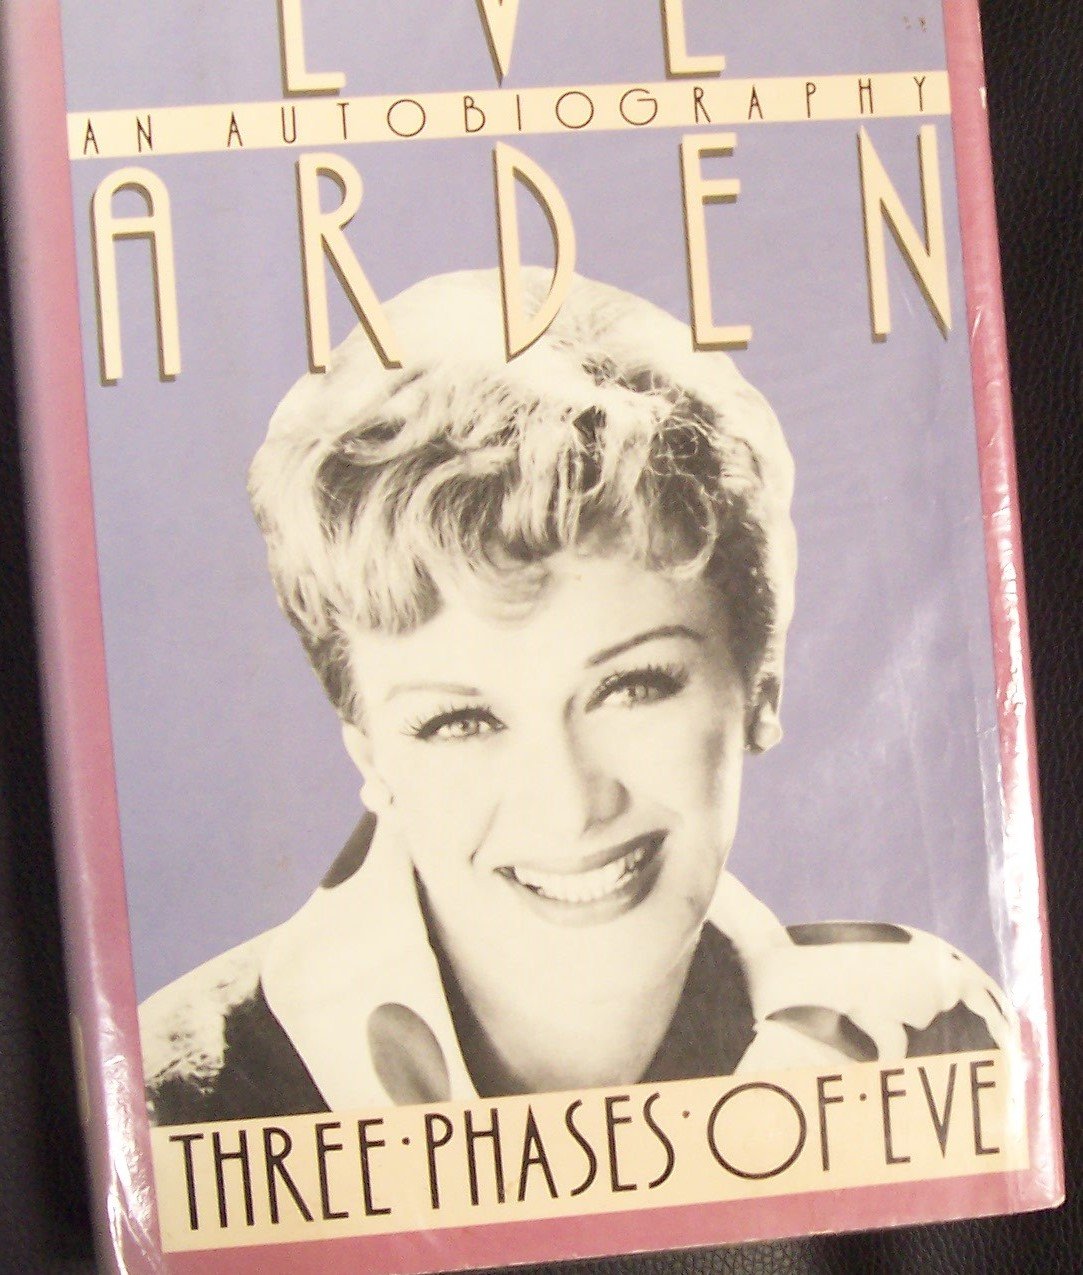 EVE
AN AUTOBIOGRAPHY
ARDEN
THREE·PHASES·OF·EVE